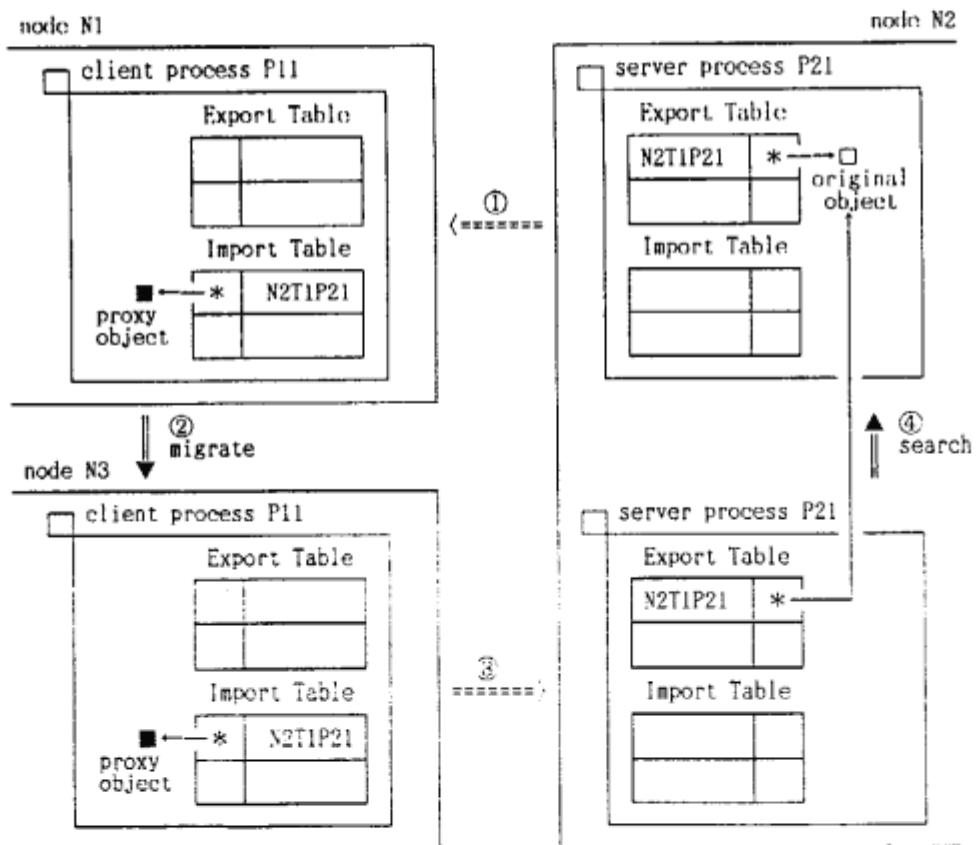 node N1
client process P11
Export Table
Import Table
* N2T1P21
proxy
object
node N2
server process P21
Export Table
N2T1P21 *
original
object
Import Table
①
②
migrate
node N3
client process P11
Export Table
Import Table
* N2T1P21
proxy
object
③
④
search
server process P21
Export Table
N2T1P21 *
Import Table